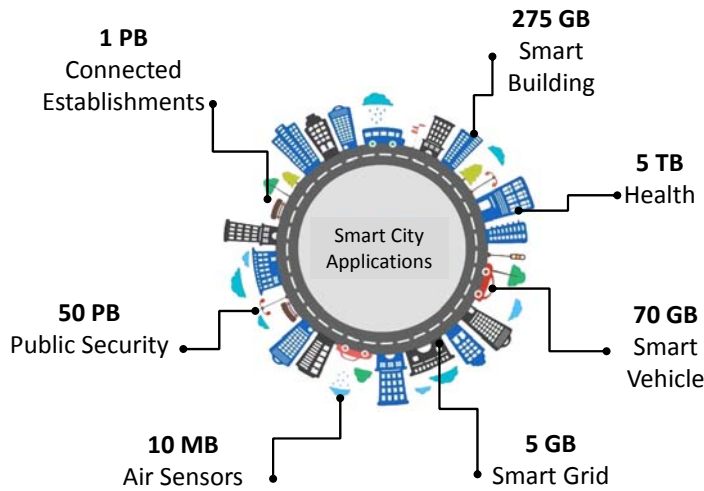 1 PB
Connected
Establishments
275 GB
Smart
Building
5 TB
Health
Smart City
Applications
50 PB
Public Security
70 GB
Smart
Vehicle
10 MB
Air Sensors
5 GB
Smart Grid